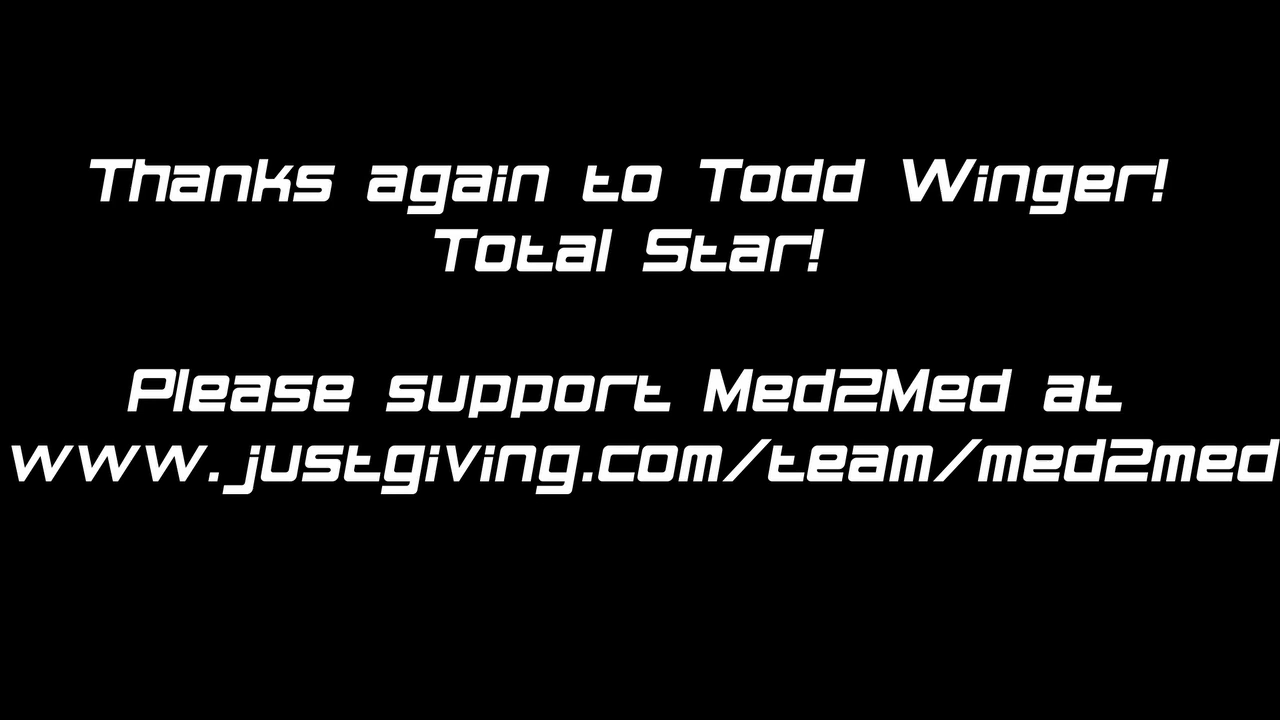 Thanks again to Todd Winger!
Total Star!
Please support Med2Med at
www.justgiving.com/team/med2med